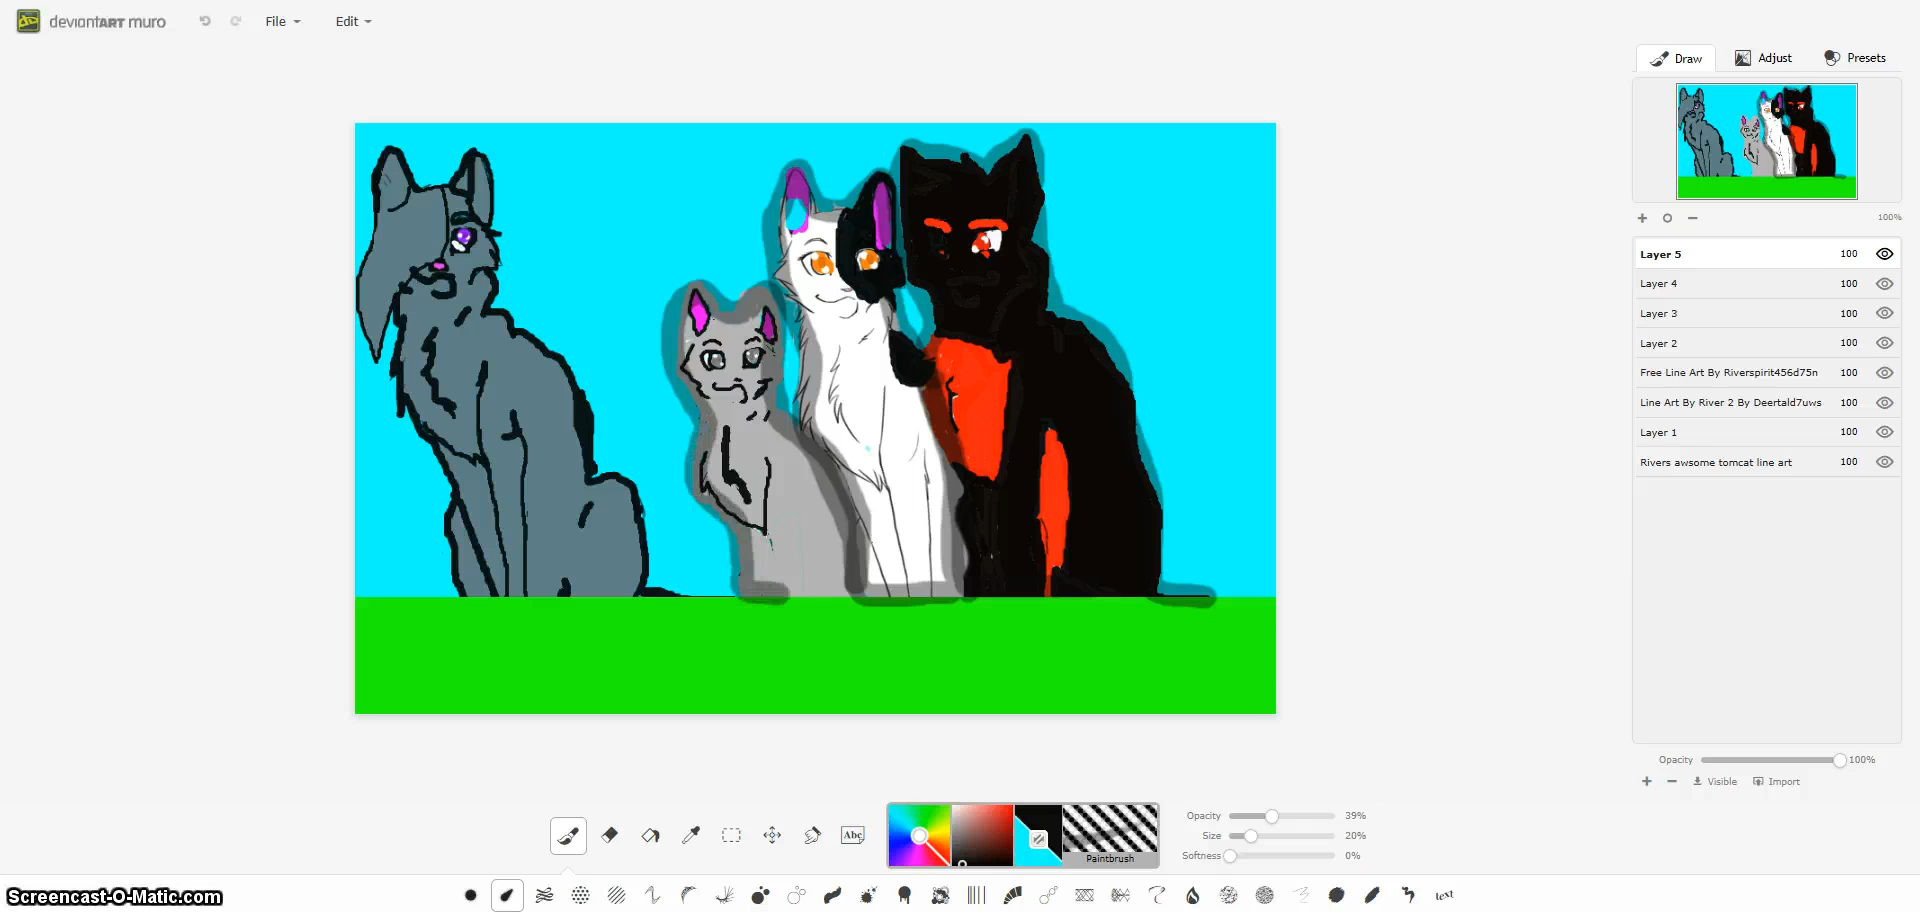 deviantART muro
File
Edit
Draw
Adjust
Presets
100%
Layer 5 100
Layer 4 100
Layer 3 100
Layer 2 100
Free Line Art By Riverspirit456d75n 100
Line Art By River 2 By Deertald7uws 100
Layer 1 100
Rivers awsome tomcat line art 100
Opacity 100%
Visible
Import
Abc
Paintbrush
Opacity 39%
Size 20%
Softness 0%
text
Screencast-O-Matic.com